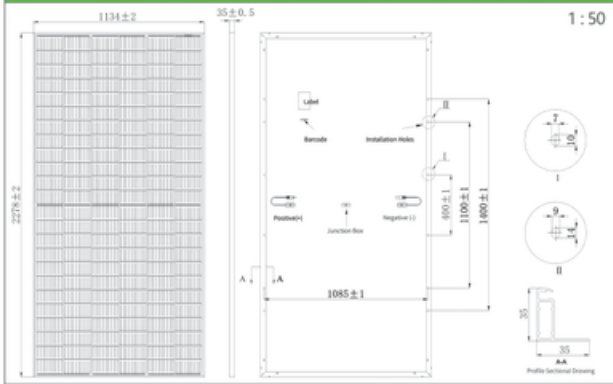 1134±2
35±0.5
1:50
2278±2
Label
Barcode
Installation Holes
II
I
7
10
I
400±1
1100±1
1400±1
Positive(+)
Junction Box
Negative (-)
9
14
II
A
A
1085±1
35
35
A-A
Profile Sectional Drawing